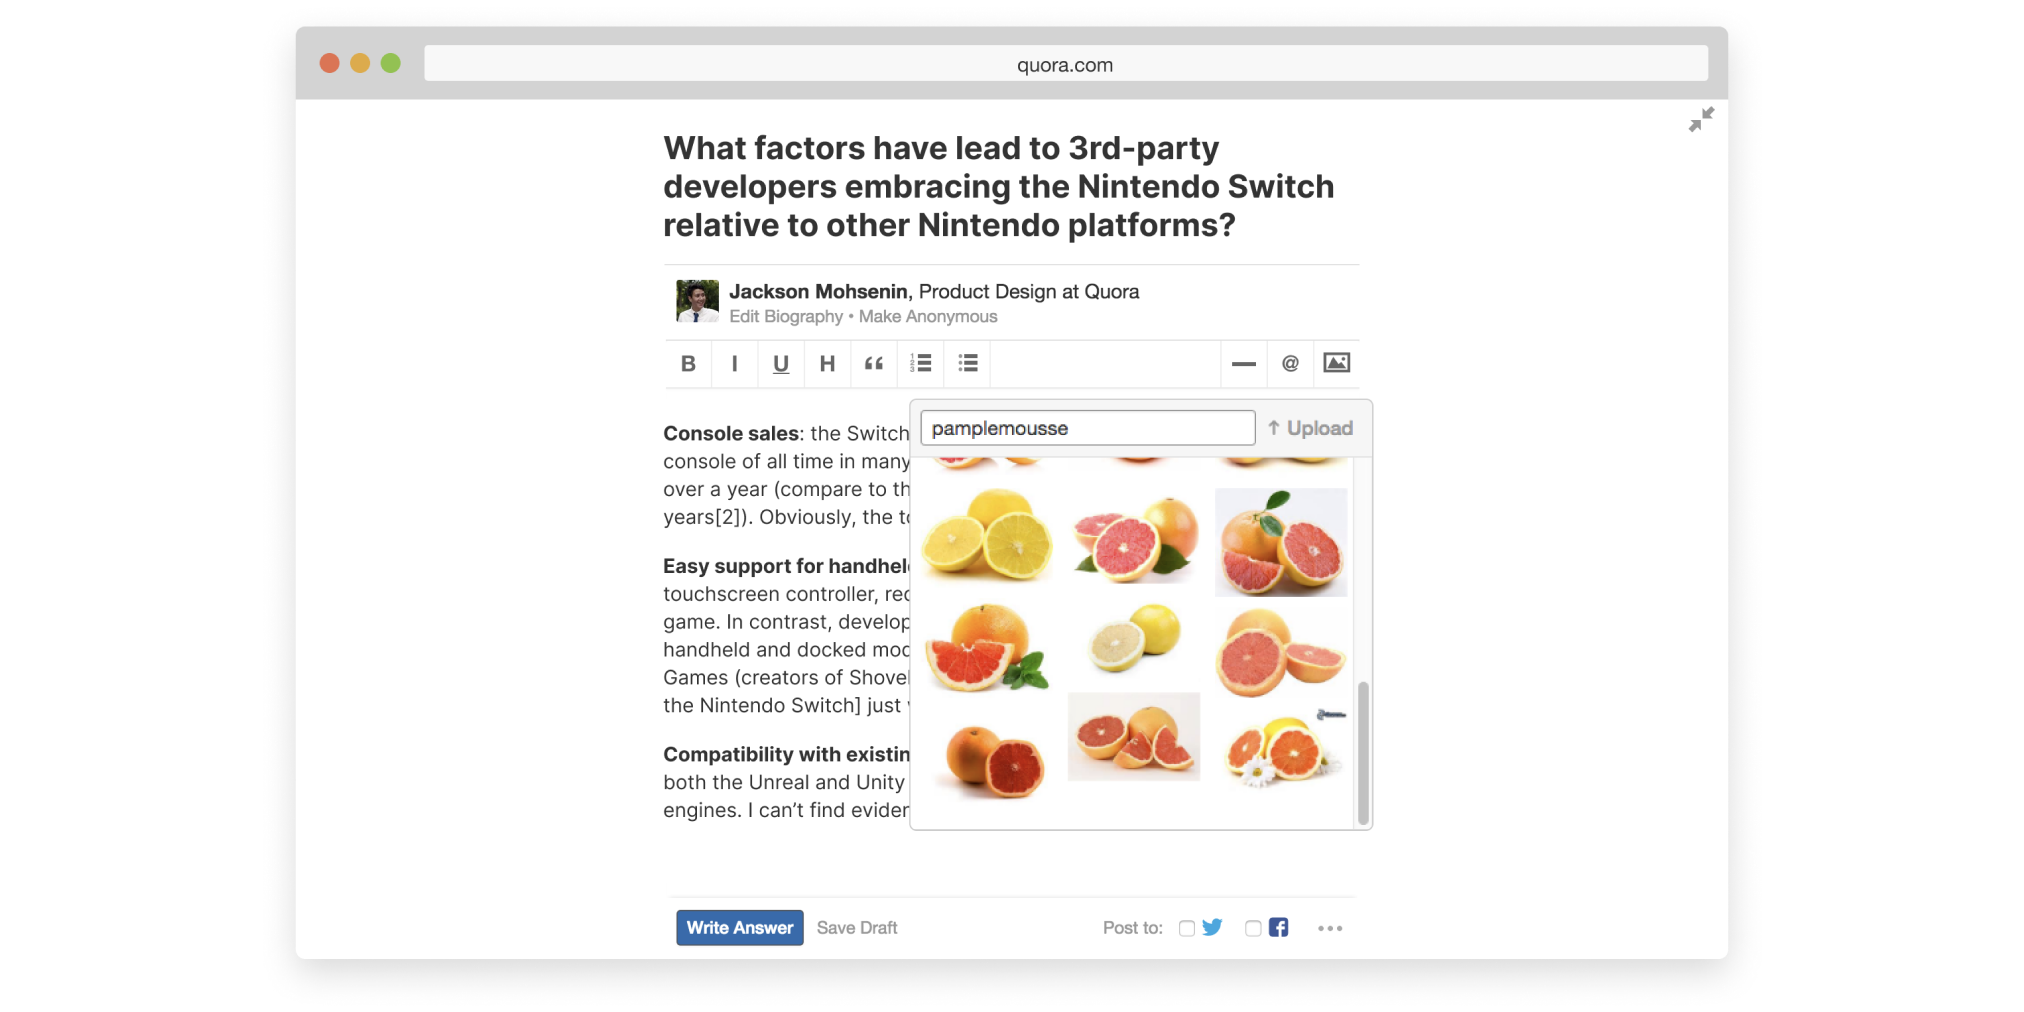 quora.com
What factors have lead to 3rd-party
developers embracing the Nintendo Switch
relative to other Nintendo platforms?
Jackson Mohsenin, Product Design at Quora
Edit Biography • Make Anonymous
B I U H “ @
pamplemousse
↑ Upload
Console sales: the Switch
console of all time in many
over a year (compare to th
years[2]). Obviously, the
Easy support for handhel
touchscreen controller, rec
game. In contrast, develop
handheld and docked mod
Games (creators of Shovel
the Nintendo Switch] just
Compatibility with existin
both the Unreal and Unity
engines. I can’t find eviden
Write Answer
Save Draft
Post to: